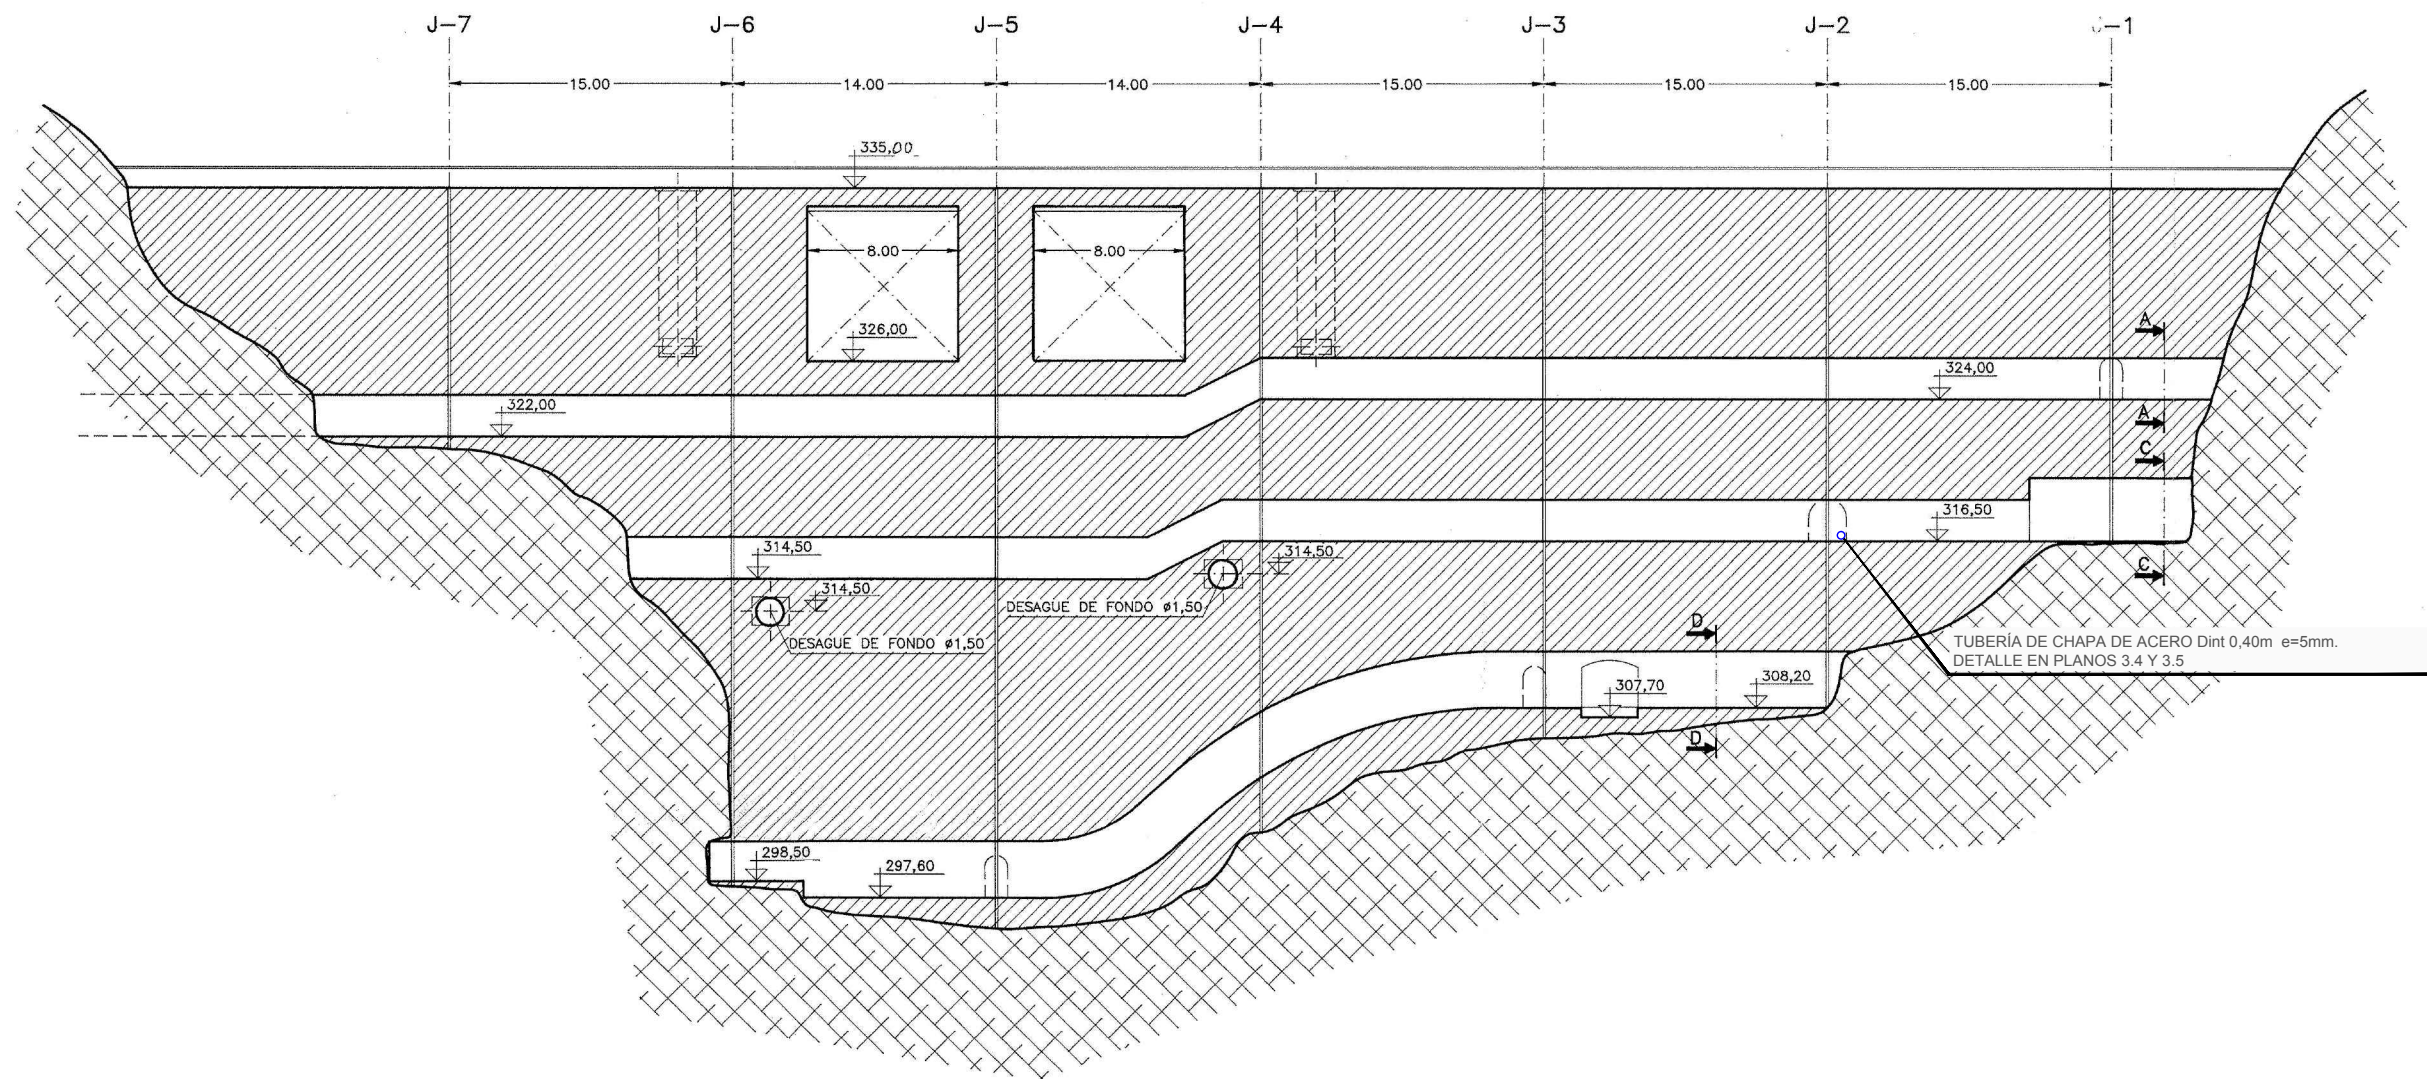 J-7 J-6 J-5 J-4 J-3 J-2 J-1
15.00 14.00 14.00 15.00 15.00 15.00
335,00
8.00 8.00
326,00
A
324,00
322,00
A
C
316,50
314,50 314,50
314,50
C
DESAGUE DE FONDO ø1,50
DESAGUE DE FONDO ø1,50
D
TUBERÍA DE CHAPA DE ACERO Dint 0,40m e=5mm.
DETALLE EN PLANOS 3.4 Y 3.5
307,70 308,20
D
298,50
297,60